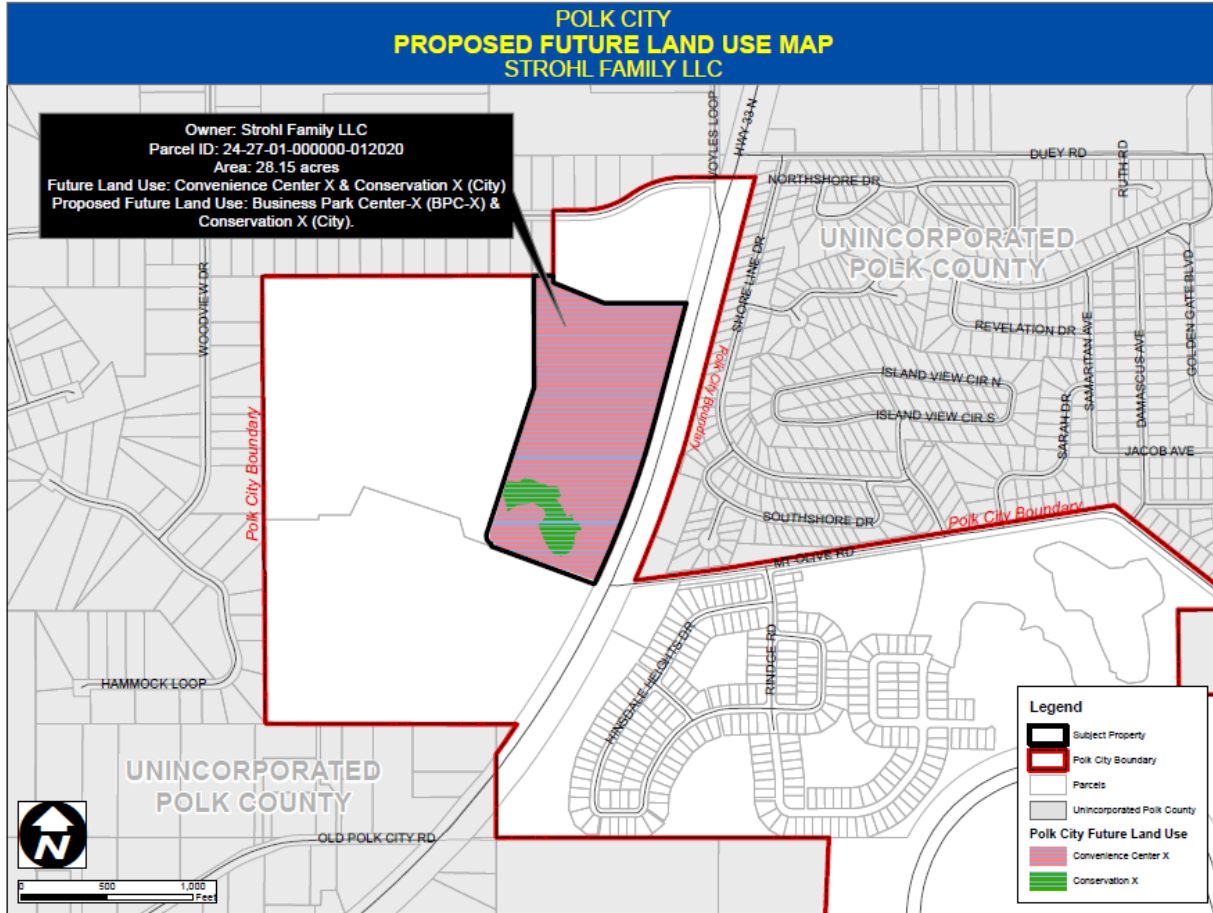 POLK CITY
PROPOSED FUTURE LAND USE MAP
STROHL FAMILY LLC
Owner: Strohl Family LLC
Parcel ID: 24-27-01-000000-012020
Area: 28.15 acres
Future Land Use: Convenience Center X & Conservation X (City)
Proposed Future Land Use: Business Park Center-X (BPC-X) &
Conservation X (City).
VOYLES LOOP
HWY 33 N
DUEY RD
RUTH RD
NORTHSHORE DR
UNINCORPORATED
POLK COUNTY
WOODVIEW DR
SHORE LINE DR
GOLDEN GATE BLVD
REVELATION DR
SAMARITAN AVE
DAMASCUS AVE
Polk City Boundary
ISLAND VIEW CIR N
ISLAND VIEW CIR S
SARAH DR
JACOB AVE
Polk City Boundary
SOUTHSHORE DR
Polk City Boundary
MT OLIVE RD
HINSDALE HEIGHTS DR
RINDGE RD
HAMMOCK LOOP
UNINCORPORATED
POLK COUNTY
OLD POLK CITY RD
N
0 500 1,000
Feet
Legend
Subject Property
Polk City Boundary
Parcels
Unincorporated Polk County
Polk City Future Land Use
Convenience Center X
Conservation X